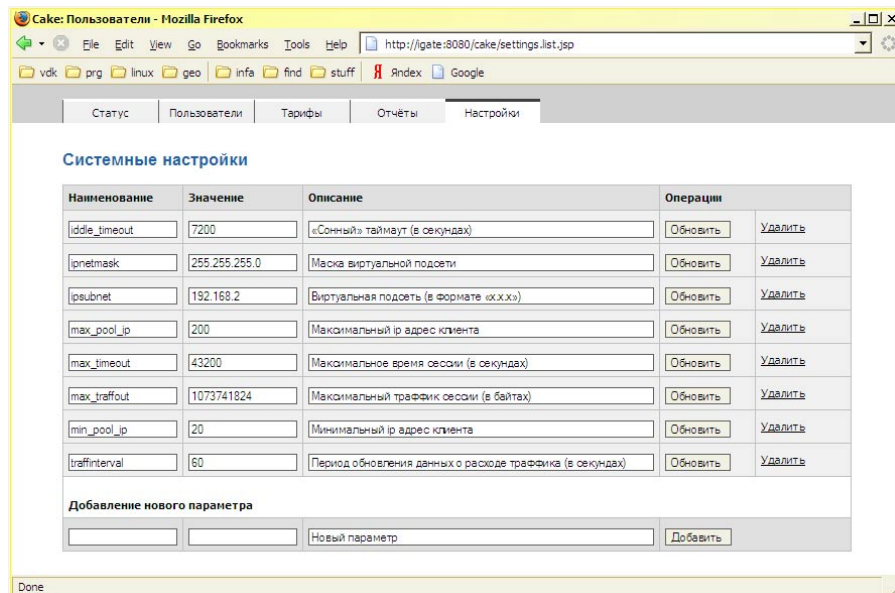 Cake: Пользователи - Mozilla Firefox
File Edit View Go Bookmarks Tools Help http://igate:8080/cake/settings.list.jsp
vdk prg linux geo infa find stuff Яndex Google
Статус Пользователи Тарифы Отчёты Настройки
Системные настройки
Наименование Значение Описание Операции
iddle_timeout 7200 «Сонный» таймаут (в секундах) Обновить Удалить
ipnetmask 255.255.255.0 Маска виртуальной подсети Обновить Удалить
ipsubnet 192.168.2 Виртуальная подсеть (в формате «x.x.x») Обновить Удалить
max_pool_ip 200 Максимальный ip адрес клиента Обновить Удалить
max_timeout 43200 Максимальное время сессии (в секундах) Обновить Удалить
max_traffout 1073741824 Максимальный траффик сессии (в байтах) Обновить Удалить
min_pool_ip 20 Минимальный ip адрес клиента Обновить Удалить
traffinterval 60 Период обновления данных о расходе траффика (в секундах) Обновить Удалить
Добавление нового параметра
Новый параметр Добавить
Done